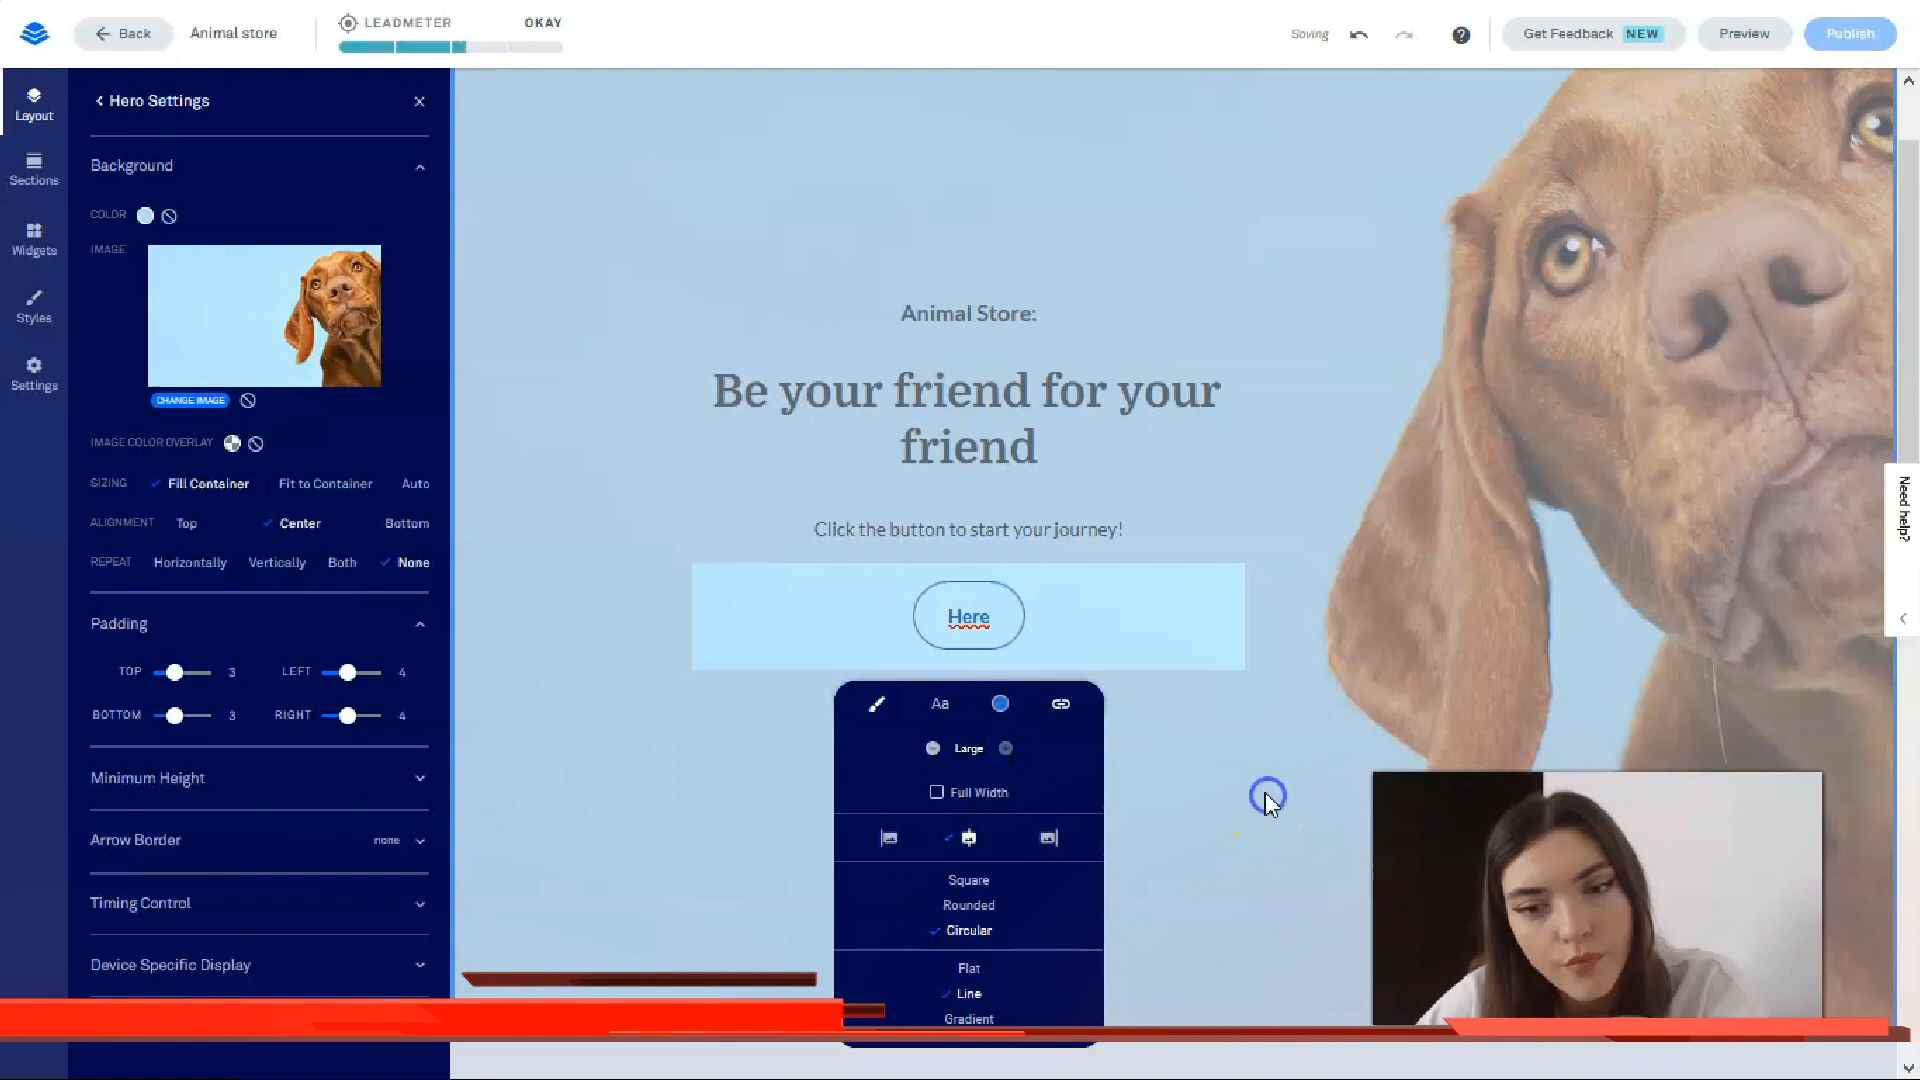 Back
Animal store
LEADMETER
OKAY
Saving
Get Feedback NEW
Preview
Publish
Layout
Sections
Widgets
Styles
Settings
Hero Settings
Background
COLOR
IMAGE
CHANGE IMAGE
IMAGE COLOR OVERLAY
SIZING Fill Container Fit to Container Auto
ALIGNMENT Top Center Bottom
REPEAT Horizontally Vertically Both None
Padding
TOP 3 LEFT 4
BOTTOM 3 RIGHT 4
Minimum Height
Arrow Border none
Timing Control
Device Specific Display
Animal Store:
Be your friend for your
friend
Click the button to start your journey!
Here
Aa
Large
Full Width
Square
Rounded
Circular
Flat
Line
Gradient
Need help?